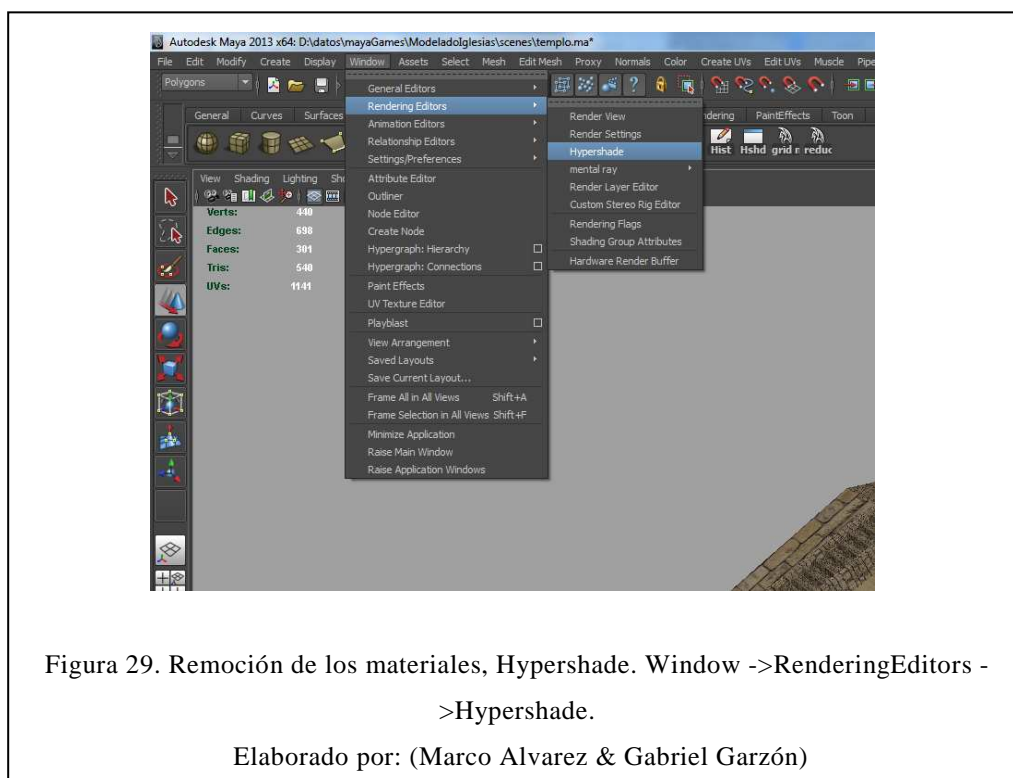 Autodesk Maya 2013 x64: D:\datos\mayaGames\ModeladoIglesias\scenes\templo.ma*
File Edit Modify Create Display Window Assets Select Mesh Edit Mesh Proxy Normals Color Create UVs Edit UVs Muscle Pipe
Polygons
General Curves Surfaces
dering PaintEffects Toon
Hist Hshd grid r reduc
View Shading Lighting Sh
Verts: 440
Edges: 698
Faces: 301
Tris: 540
UVs: 1141
General Editors
Rendering Editors
Animation Editors
Relationship Editors
Settings/Preferences
Attribute Editor
Outliner
Node Editor
Create Node
Hypergraph: Hierarchy
Hypergraph: Connections
Paint Effects
UV Texture Editor
Playblast
View Arrangement
Saved Layouts
Save Current Layout...
Frame All in All Views Shift+A
Frame Selection in All Views Shift+F
Minimize Application
Raise Main Window
Raise Application Windows
Render View
Render Settings
Hypershade
mental ray
Render Layer Editor
Custom Stereo Rig Editor
Rendering Flags
Shading Group Attributes
Hardware Render Buffer
Figura 29. Remoción de los materiales, Hypershade. Window ->RenderingEditors -
>Hypershade.
Elaborado por: (Marco Alvarez & Gabriel Garzón)